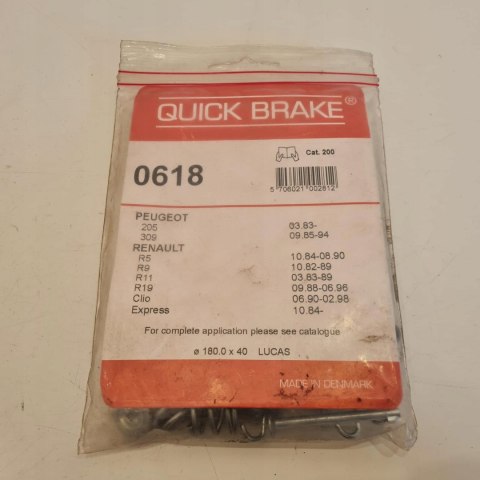 QUICK BRAKE®
0618
Cat. 200
5 706021 002612
PEUGEOT
205 03.83-
309 09.85-94
RENAULT
R5 10.84-08.90
R9 10.82-89
R11 03.83-89
R19 09.88-06.96
Clio 06.90-02.98
Express 10.84-
For complete application please see catalogue
ø 180.0 x 40 LUCAS
MADE IN DENMARK